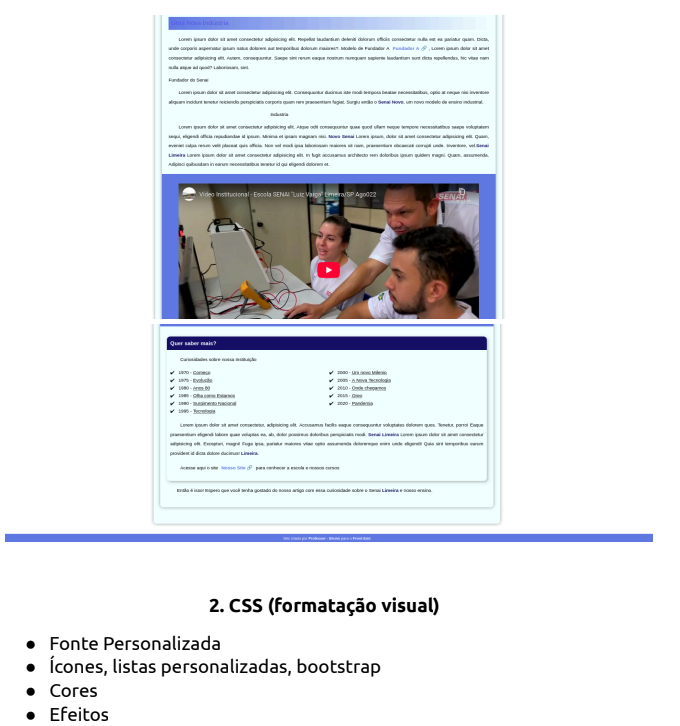 Uma Nova Indústria
Lorem ipsum dolor sit amet consectetur adipisicing elit. Repellat laudantium deleniti dolorum officiis consectetur nulla est ea pariatur quam. Dicta,
unde corporis aspernatur ipsum natus dolorem aut temporibus dolorum maiores?. Modelo de Fundador A Fundador A , Lorem ipsum dolor sit amet
consectetur adipisicing elit. Autem, consequuntur. Saepe sint rerum eaque nostrum numquam sapiente laudantium sunt dicta repellendus, hic vitae nam
nulla atque ad quod? Laboriosam, sint.
Fundador do Senai
Lorem ipsum dolor sit amet consectetur adipisicing elit. Consequuntur ducimus iste modi tempora beatae necessitatibus, optio at neque nisi inventore
aliquam incidunt tenetur reiciendis perspiciatis corporis quam rem praesentium fugiat. Surgiu então o Senai Novo, um novo modelo de ensino industrial.
Industria
Lorem ipsum dolor sit amet consectetur adipisicing elit. Atque odit consequuntur quae quod ullam neque tempore necessitatibus saepe voluptatem
sequi, eligendi officia repudiandae id ipsum. Minima et ipsam magnam nisi. Novo Senai Lorem ipsum, dolor sit amet consectetur adipisicing elit. Quam,
eveniet culpa rerum velit placeat quis officia. Non vel modi ipsa laboriosam maiores sit nam, praesentium obcaecati corrupti unde. Inventore, vel.Senai
Limeira Lorem ipsum dolor sit amet consectetur adipisicing elit. In fugit accusamus architecto rem doloribus ipsum quidem magni. Quam, assumenda.
Adipisci quibusdam in earum necessitatibus tenetur id qui eligendi dolorem et.
Vídeo Institucional - Escola SENAI "Luiz Varga" Limeira/SP Ago022
SENAI
Quer saber mais?
Curiosidades sobre nossa instituição
✔ 1970 - Começo
✔ 1975 - Evolução
✔ 1980 - Anos 80
✔ 1985 - Olha como Estamos
✔ 1990 - Surgimento Nacional
✔ 1995 - Tecnologia
✔ 2000 - Um novo Milênio
✔ 2005 - A Nova Tecnologia
✔ 2010 - Onde chegamos
✔ 2015 - Oreo
✔ 2020 - Pandemia
Lorem ipsum dolor sit amet consectetur, adipisicing elit. Accusamus facilis eaque consequuntur voluptates dolorem ques. Tenetur, porro! Eaque
praesentium eligendi labore quae voluptas ea, ab, dolor possimus doloribus perspiciatis modi. Senai Limeira Lorem ipsum dolor sit amet consectetur
adipisicing elit. Excepturi, magni! Fuga ipsa, pariatur maiores vitae optio assumenda doloremque enim unde eligendi! Quia sint temporibus earum
provident id dicta dolore ducimus Limeira.
Acesse aqui o site Nosso Site para conhecer a escola e nossos cursos
Então é isso! Espero que você tenha gostado do nosso artigo com essa curiosidade sobre o Senai Limeira e nosso ensino.
Site criado por Professor - Bruno para o Front End
2. CSS (formatação visual)
● Fonte Personalizada
● Ícones, listas personalizadas, bootstrap
● Cores
● Efeitos